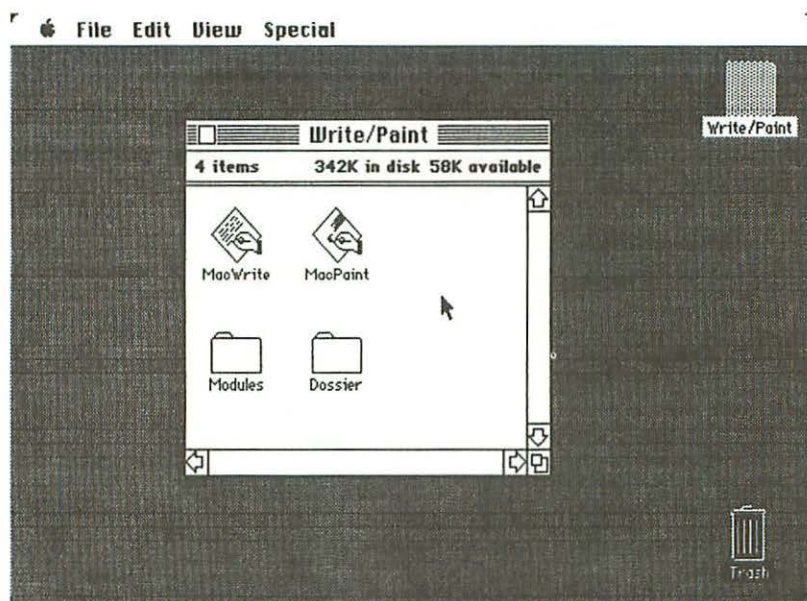 File Edit View Special
Write/Paint
Write/Paint
4 items 342K in disk 58K available
MacWrite MacPaint
Modules Dossier
Trash